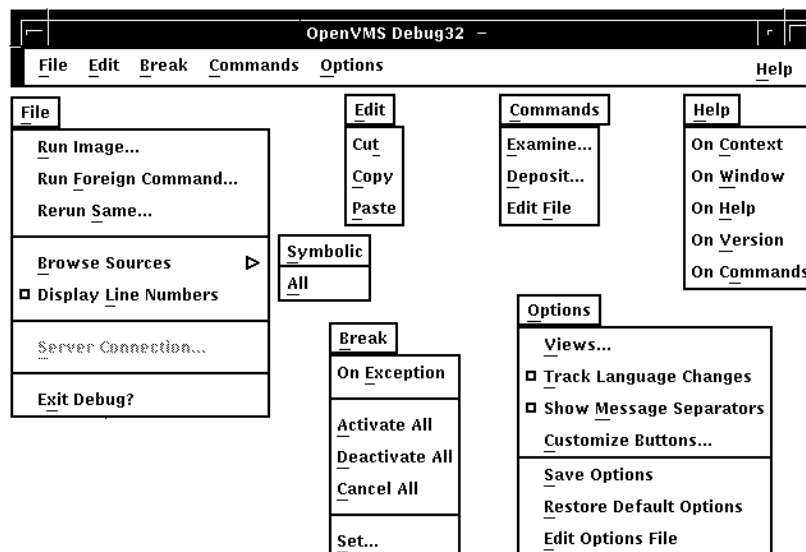 OpenVMS Debug32 –
File Edit Break Commands Options Help
File
Run Image...
Run Foreign Command...
Rerun Same...
Browse Sources
Display Line Numbers
Server Connection...
Exit Debug?
Symbolic
All
Edit
Cut
Copy
Paste
Commands
Examine...
Deposit...
Edit File
Help
On Context
On Window
On Help
On Version
On Commands
Break
On Exception
Activate All
Deactivate All
Cancel All
Set...
Options
Views...
Track Language Changes
Show Message Separators
Customize Buttons...
Save Options
Restore Default Options
Edit Options File